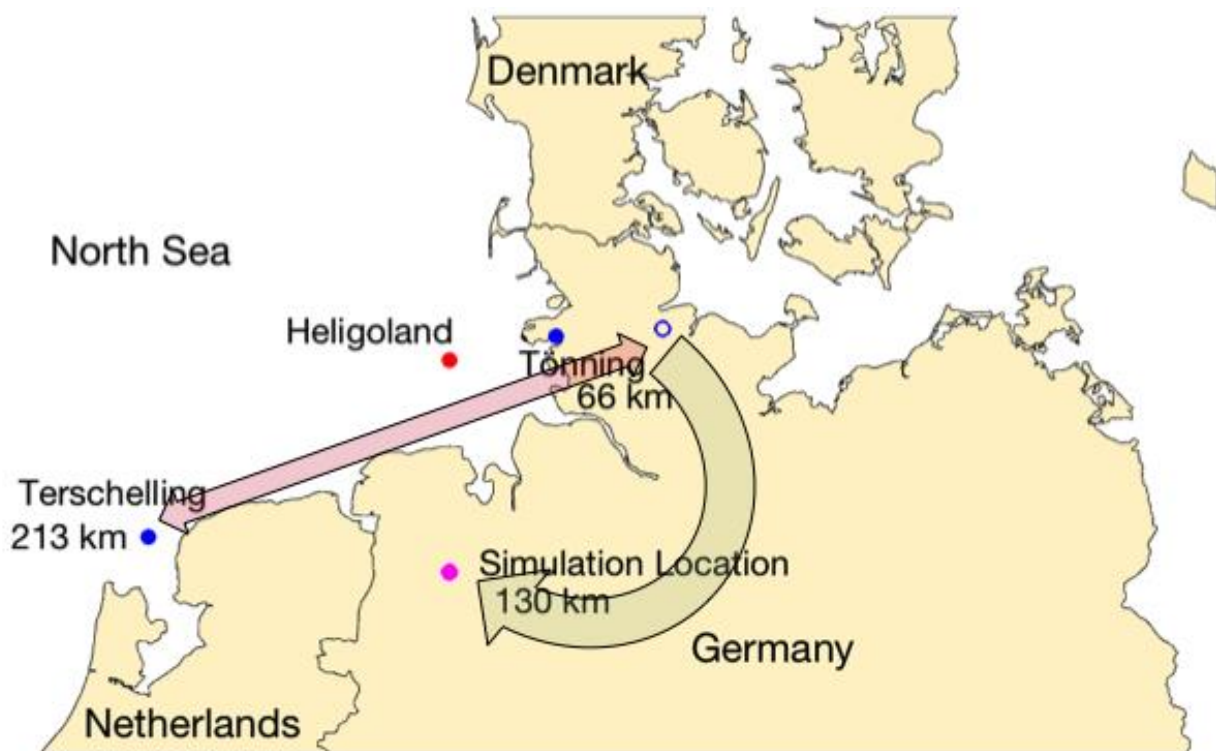 Denmark
North Sea
Heligoland
Tönning
66 km
Terschelling
213 km
Simulation Location
130 km
Germany
Netherlands